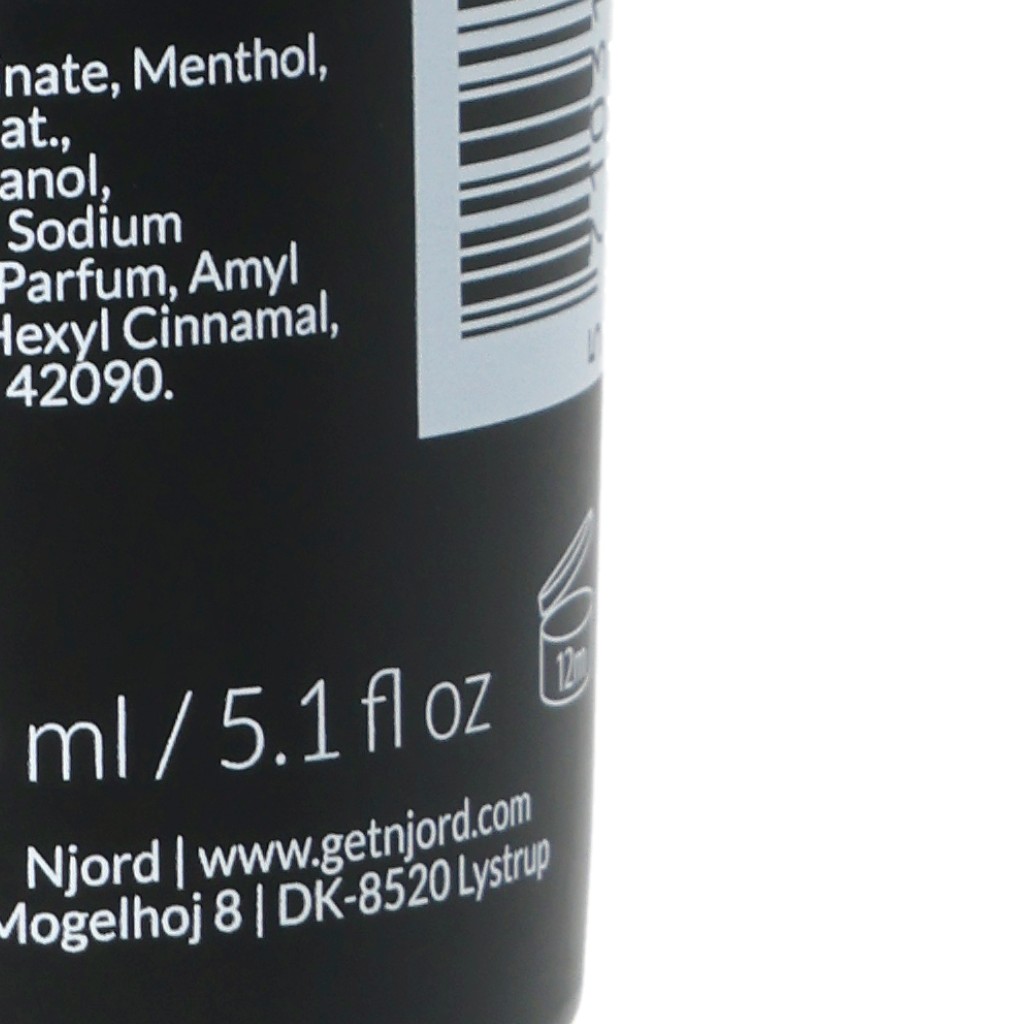 nate, Menthol,
at.,
anol,
Sodium
Parfum, Amyl
Hexyl Cinnamal,
42090.
12m
ml / 5.1 fl oz
Njord | www.getnjord.com
Mogelhoj 8 | DK-8520 Lystrup